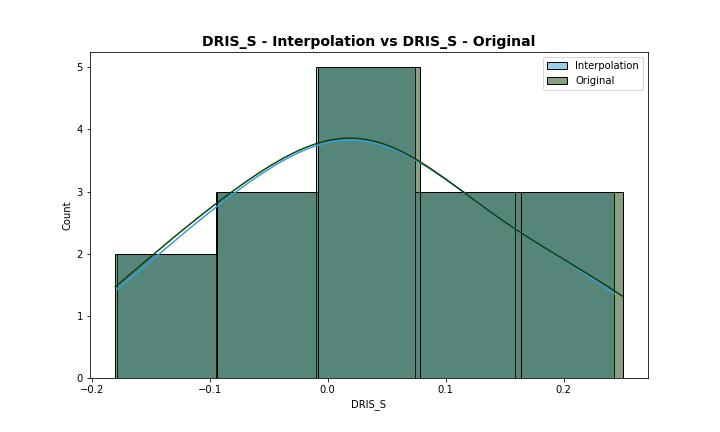 DRIS_S - Interpolation vs DRIS_S - Original
Interpolation
Original
5
4
3
2
1
0
Count
−0.2
−0.1
0.0
0.1
0.2
DRIS_S